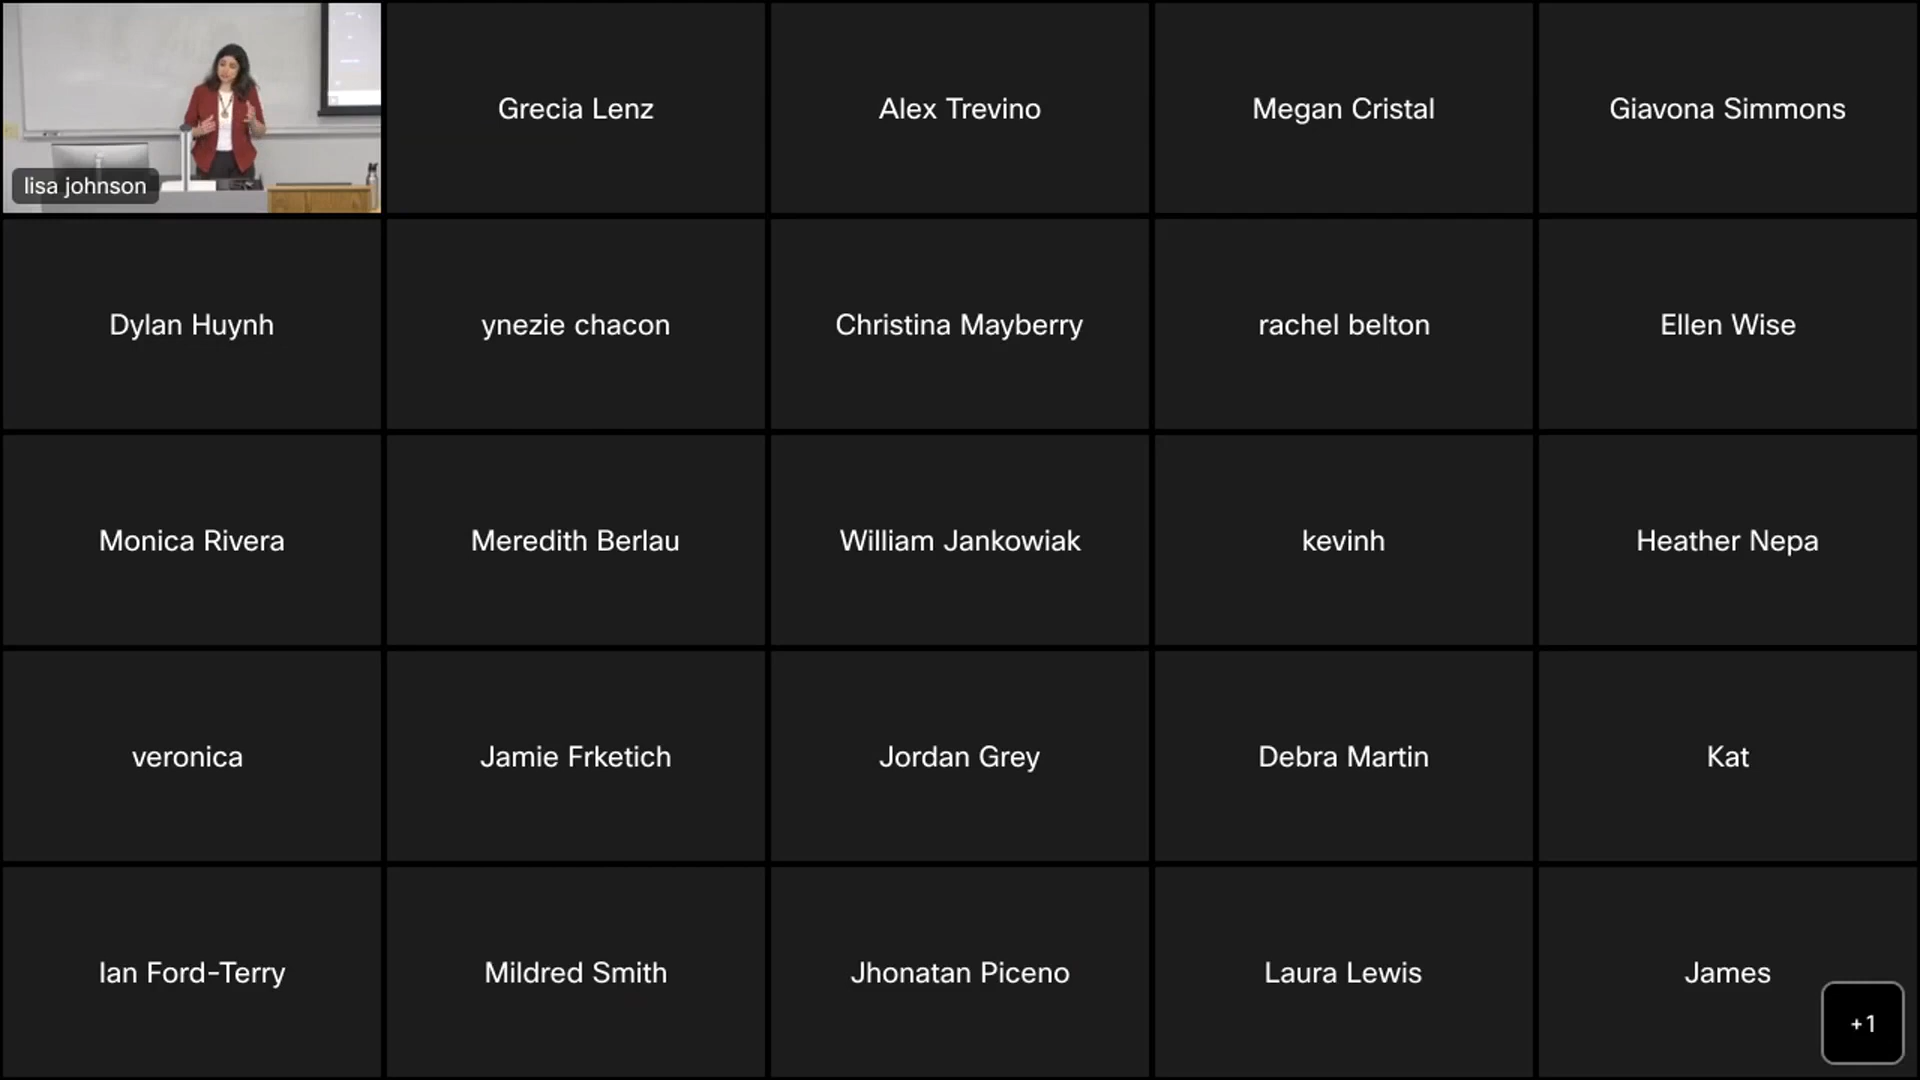 lisa johnson
Grecia Lenz
Alex Trevino
Megan Cristal
Giavona Simmons
Dylan Huynh
ynezie chacon
Christina Mayberry
rachel belton
Ellen Wise
Monica Rivera
Meredith Berlau
William Jankowiak
kevinh
Heather Nepa
veronica
Jamie Frketich
Jordan Grey
Debra Martin
Kat
Ian Ford-Terry
Mildred Smith
Jhonatan Piceno
Laura Lewis
James
+1